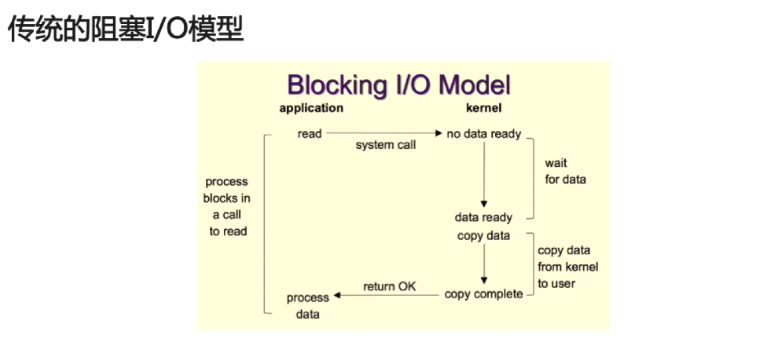 传统的阻塞I/O模型
Blocking I/O Model
application
kernel
read
system call
no data ready
wait
for data
process
blocks in
a call
to read
data ready
copy data
copy data
from kernel
to user
return OK
copy complete
process
data